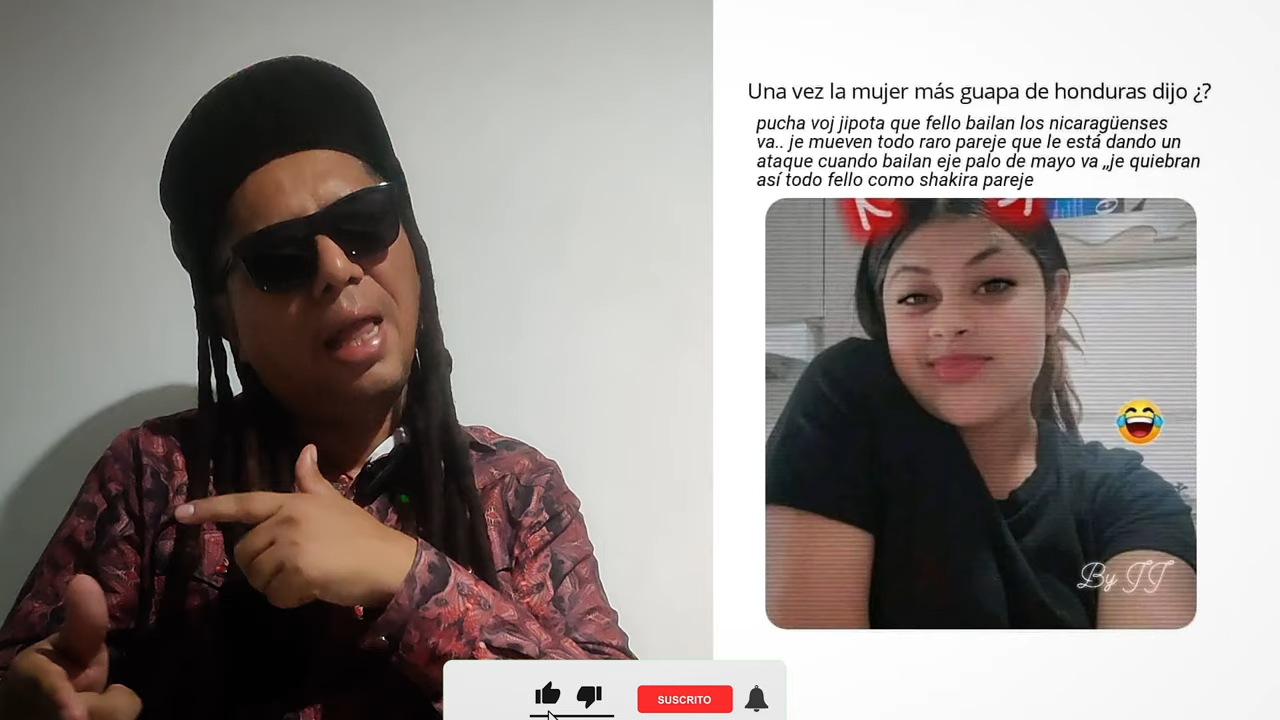 Una vez la mujer más guapa de honduras dijo ¿?
pucha voj jipota que fello bailan los nicaragüenses
va.. je mueven todo raro pareje que le está dando un
ataque cuando bailan eje palo de mayo va ,,je quiebran
así todo fello como shakira pareje
By JJ
SUSCRITO